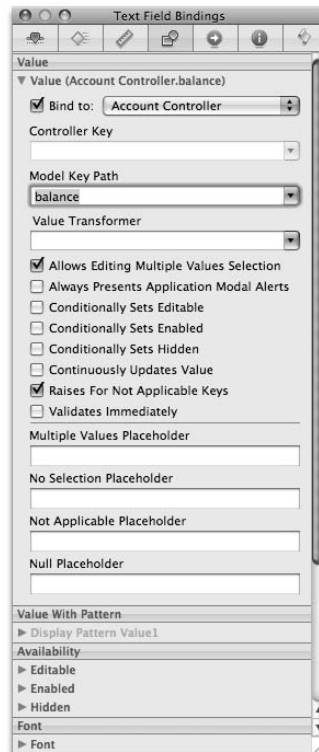 Text Field Bindings
Value
Value (Account Controller.balance)
Bind to: Account Controller
Controller Key
Model Key Path
balance
Value Transformer
Allows Editing Multiple Values Selection
Always Presents Application Modal Alerts
Conditionally Sets Editable
Conditionally Sets Enabled
Conditionally Sets Hidden
Continuously Updates Value
Raises For Not Applicable Keys
Validates Immediately
Multiple Values Placeholder
No Selection Placeholder
Not Applicable Placeholder
Null Placeholder
Value With Pattern
Display Pattern Value1
Availability
Editable
Enabled
Hidden
Font
Font